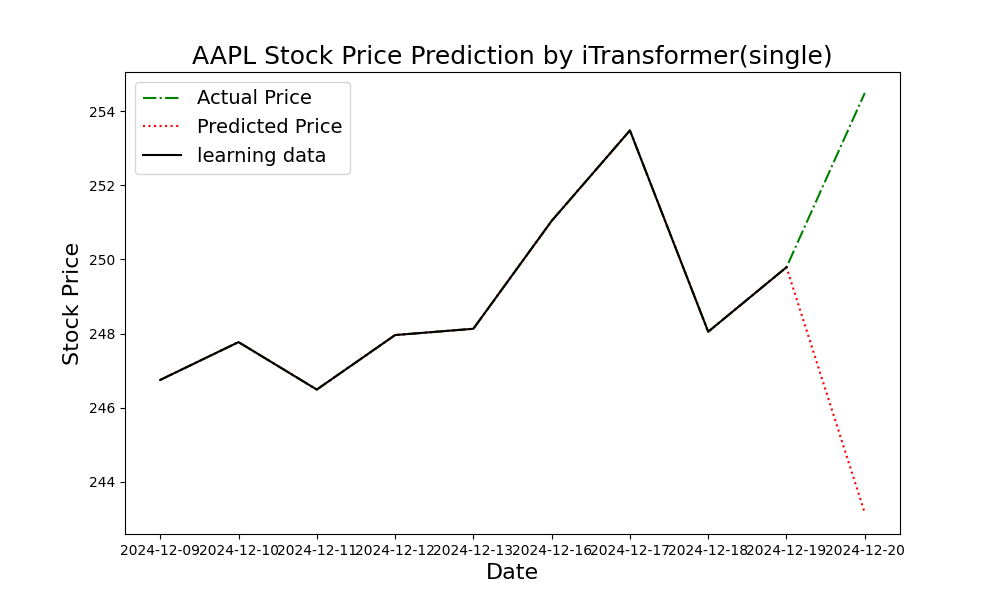 AAPL Stock Price Prediction by iTransformer(single)
Actual Price
Predicted Price
learning data
254
252
250
248
246
244
Stock Price
2024-12-09 2024-12-10 2024-12-11 2024-12-12 2024-12-13 2024-12-16 2024-12-17 2024-12-18 2024-12-19 2024-12-20
Date